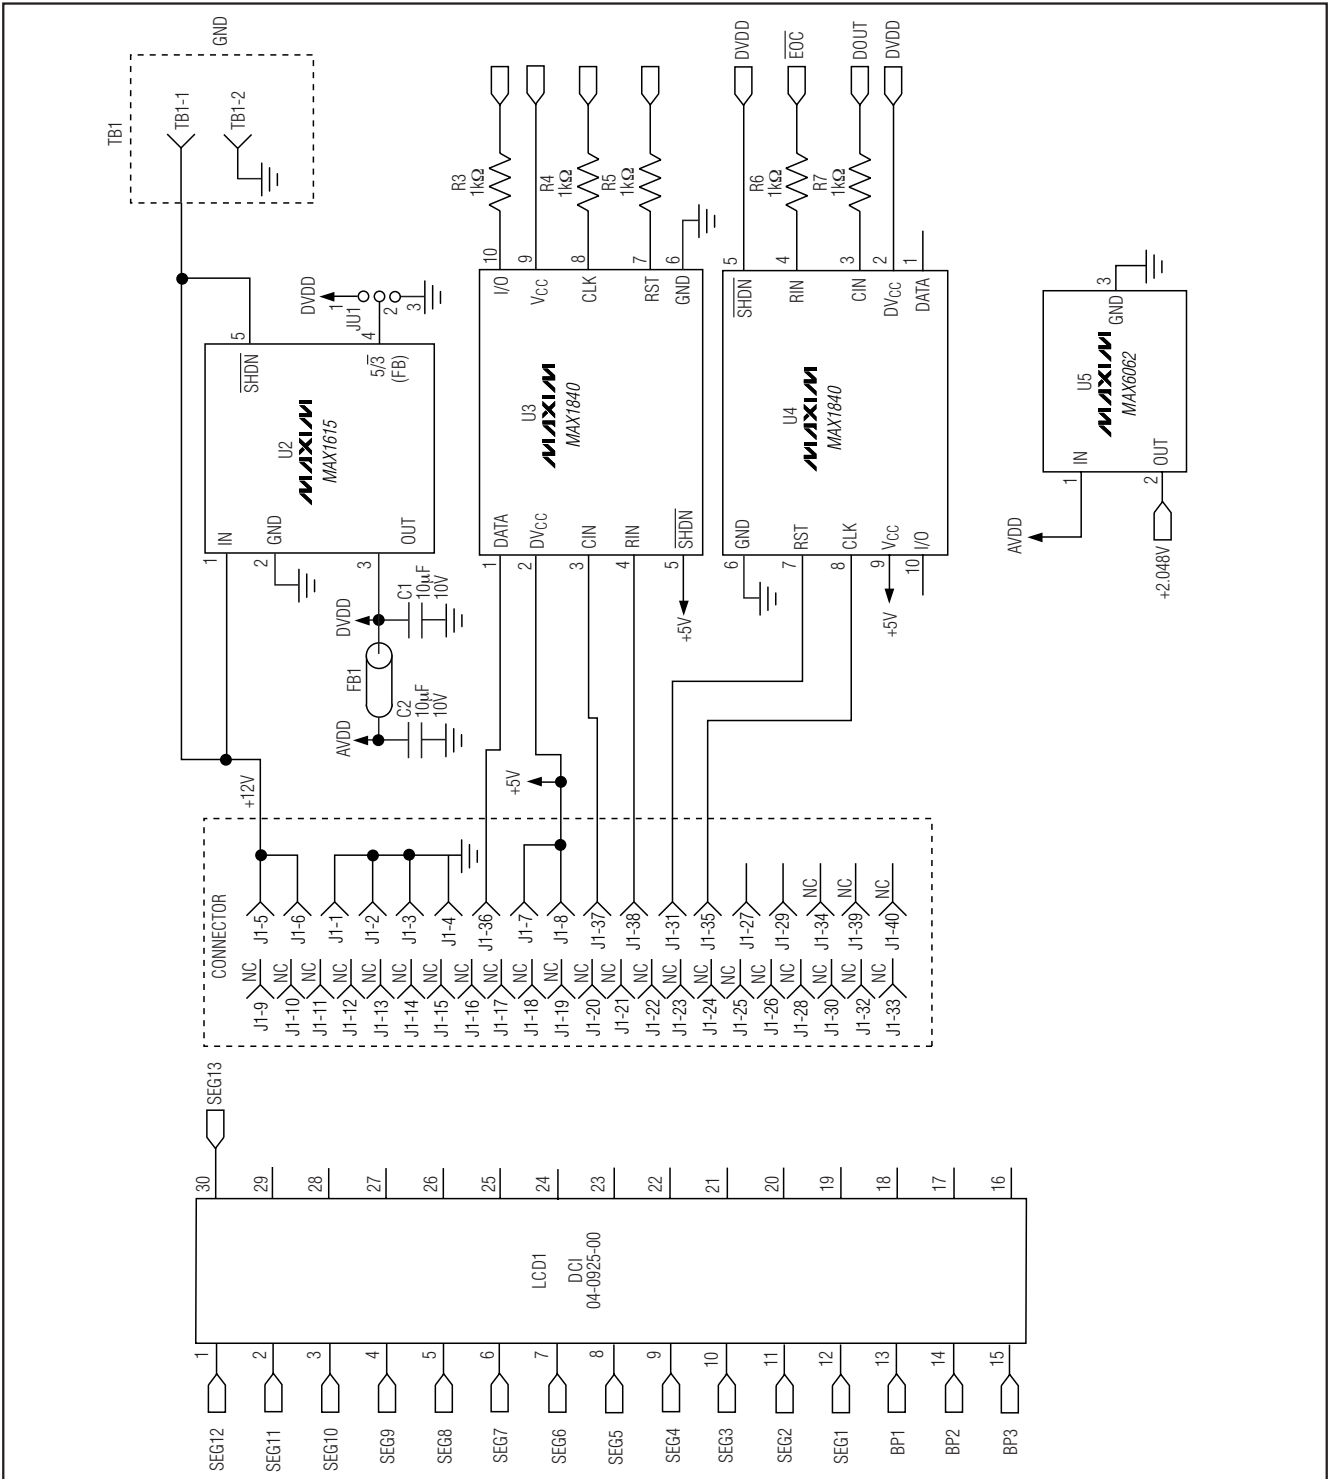 GND
TB1
TB1-1
TB1-2
DVDD
EOC
DOUT
DVDD
R3
1kΩ
R4
1kΩ
R5
1kΩ
R6
1kΩ
R7
1kΩ
DVDD
1
JU1
2
3
5
4
SHDN
5/3
(FB)
U2
MAXIM
MAX1615
IN
GND
OUT
1
2
3
10
9
8
7
6
I/O
VCC
CLK
RST
GND
U3
MAXIM
MAX1840
DATA
DVCC
CIN
RIN
SHDN
1
2
3
4
5
+5V
5
4
3
2
1
SHDN
RIN
CIN
DVCC
DATA
U4
MAXIM
MAX1840
GND
RST
CLK
VCC
I/O
6
7
8
9
10
+5V
3
GND
U5
MAXIM
MAX6062
IN
OUT
1
2
AVDD
+2.048V
DVDD
C1
10µF
10V
FB1
AVDD
C2
10µF
10V
+12V
+5V
CONNECTOR
J1-5
J1-6
J1-1
J1-2
J1-3
J1-4
J1-36
J1-7
J1-8
J1-37
J1-38
J1-31
J1-35
J1-27
J1-29
NC
J1-34
NC
J1-39
NC
J1-40
NC
J1-9
NC
J1-10
NC
J1-11
NC
J1-12
NC
J1-13
NC
J1-14
NC
J1-15
NC
J1-16
NC
J1-17
NC
J1-18
NC
J1-19
NC
J1-20
NC
J1-21
NC
J1-22
NC
J1-23
NC
J1-24
NC
J1-25
NC
J1-26
NC
J1-28
NC
J1-30
NC
J1-32
NC
J1-33
SEG13
30
29
28
27
26
25
24
23
22
21
20
19
18
17
16
LCD1
DCI
04-0925-00
1
2
3
4
5
6
7
8
9
10
11
12
13
14
15
SEG12
SEG11
SEG10
SEG9
SEG8
SEG7
SEG6
SEG5
SEG4
SEG3
SEG2
SEG1
BP1
BP2
BP3